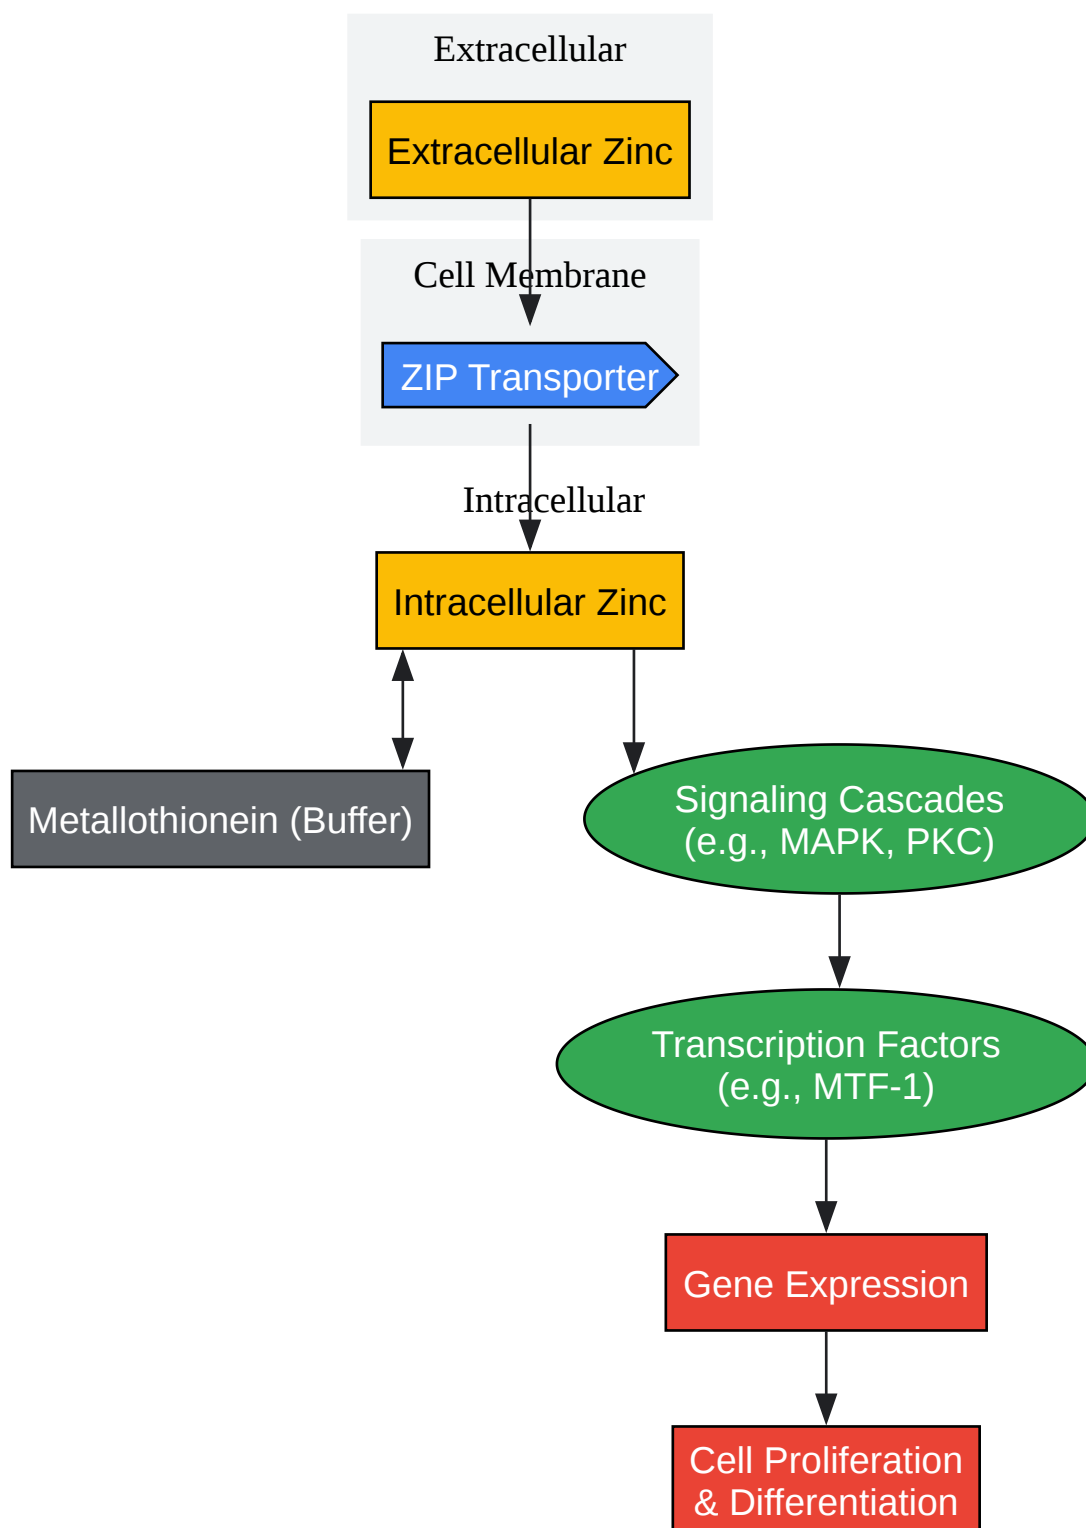 Extracellular
Extracellular Zinc
Cell Membrane
ZIP Transporter
Intracellular
Intracellular Zinc
Metallothionein (Buffer)
Signaling Cascades
(e.g., MAPK, PKC)
Transcription Factors
(e.g., MTF-1)
Gene Expression
Cell Proliferation
& Differentiation